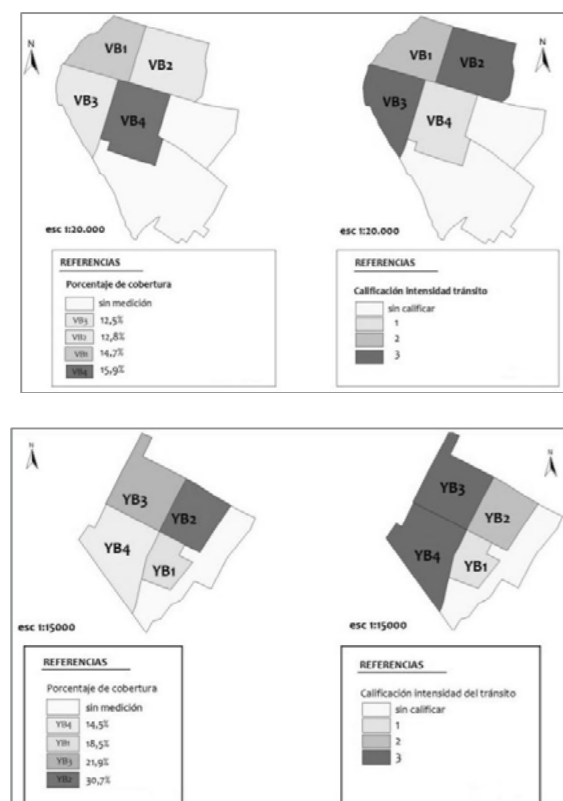 N
VB1
VB2
VB3
VB4
esc 1:20.000
REFERENCIAS
Porcentaje de cobertura
sin medición
VB3 12,5%
VB2 12,8%
VB1 14,7%
VB4 15,9%
N
VB1
VB2
VB3
VB4
esc 1:20.000
REFERENCIAS
Calificación intensidad tránsito
sin calificar
1
2
3
N
YB3
YB2
YB4
YB1
esc 1:15000
REFERENCIAS
Porcentaje de cobertura
sin medición
YB4 14,5%
YB1 18,5%
YB3 21,9%
YB2 30,7%
N
YB3
YB2
YB4
YB1
esc 1:15000
REFERENCIAS
Calificación intensidad del tránsito
sin calificar
1
2
3